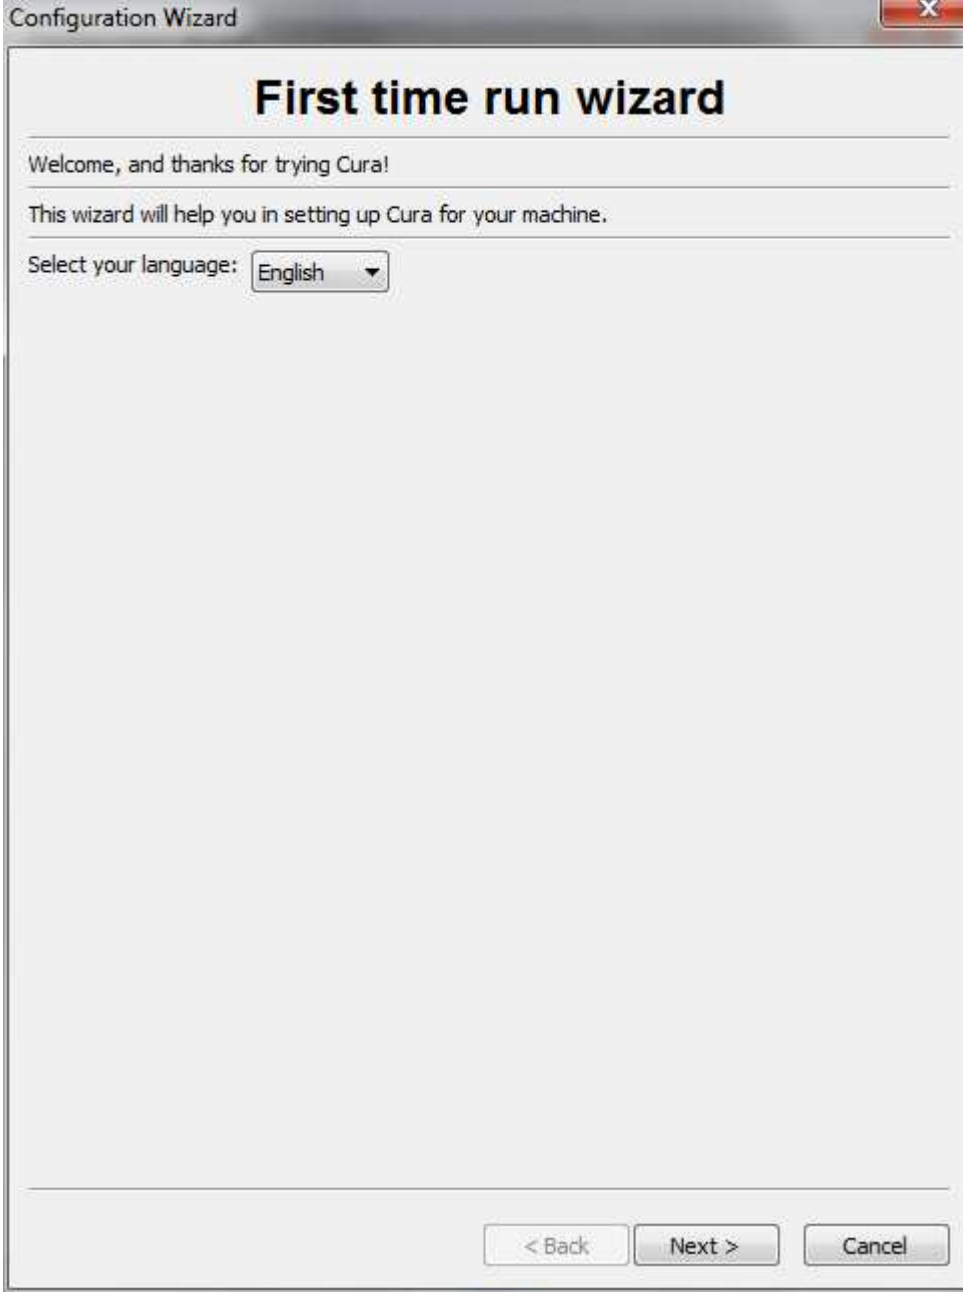 Configuration Wizard
First time run wizard
Welcome, and thanks for trying Cura!
This wizard will help you in setting up Cura for your machine.
Select your language: English
< Back Next > Cancel